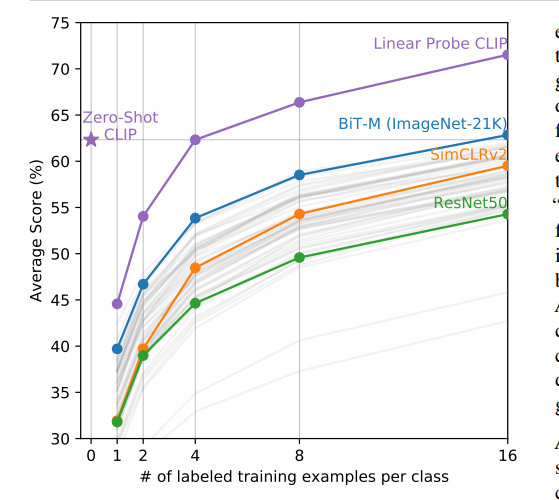 75
70
65
60
55
50
45
40
35
30
Average Score (%)
Linear Probe CLIP
Zero-Shot
CLIP
BiT-M (ImageNet-21K)
SimCLRv2
ResNet50
0 1 2 4 8 16
# of labeled training examples per class